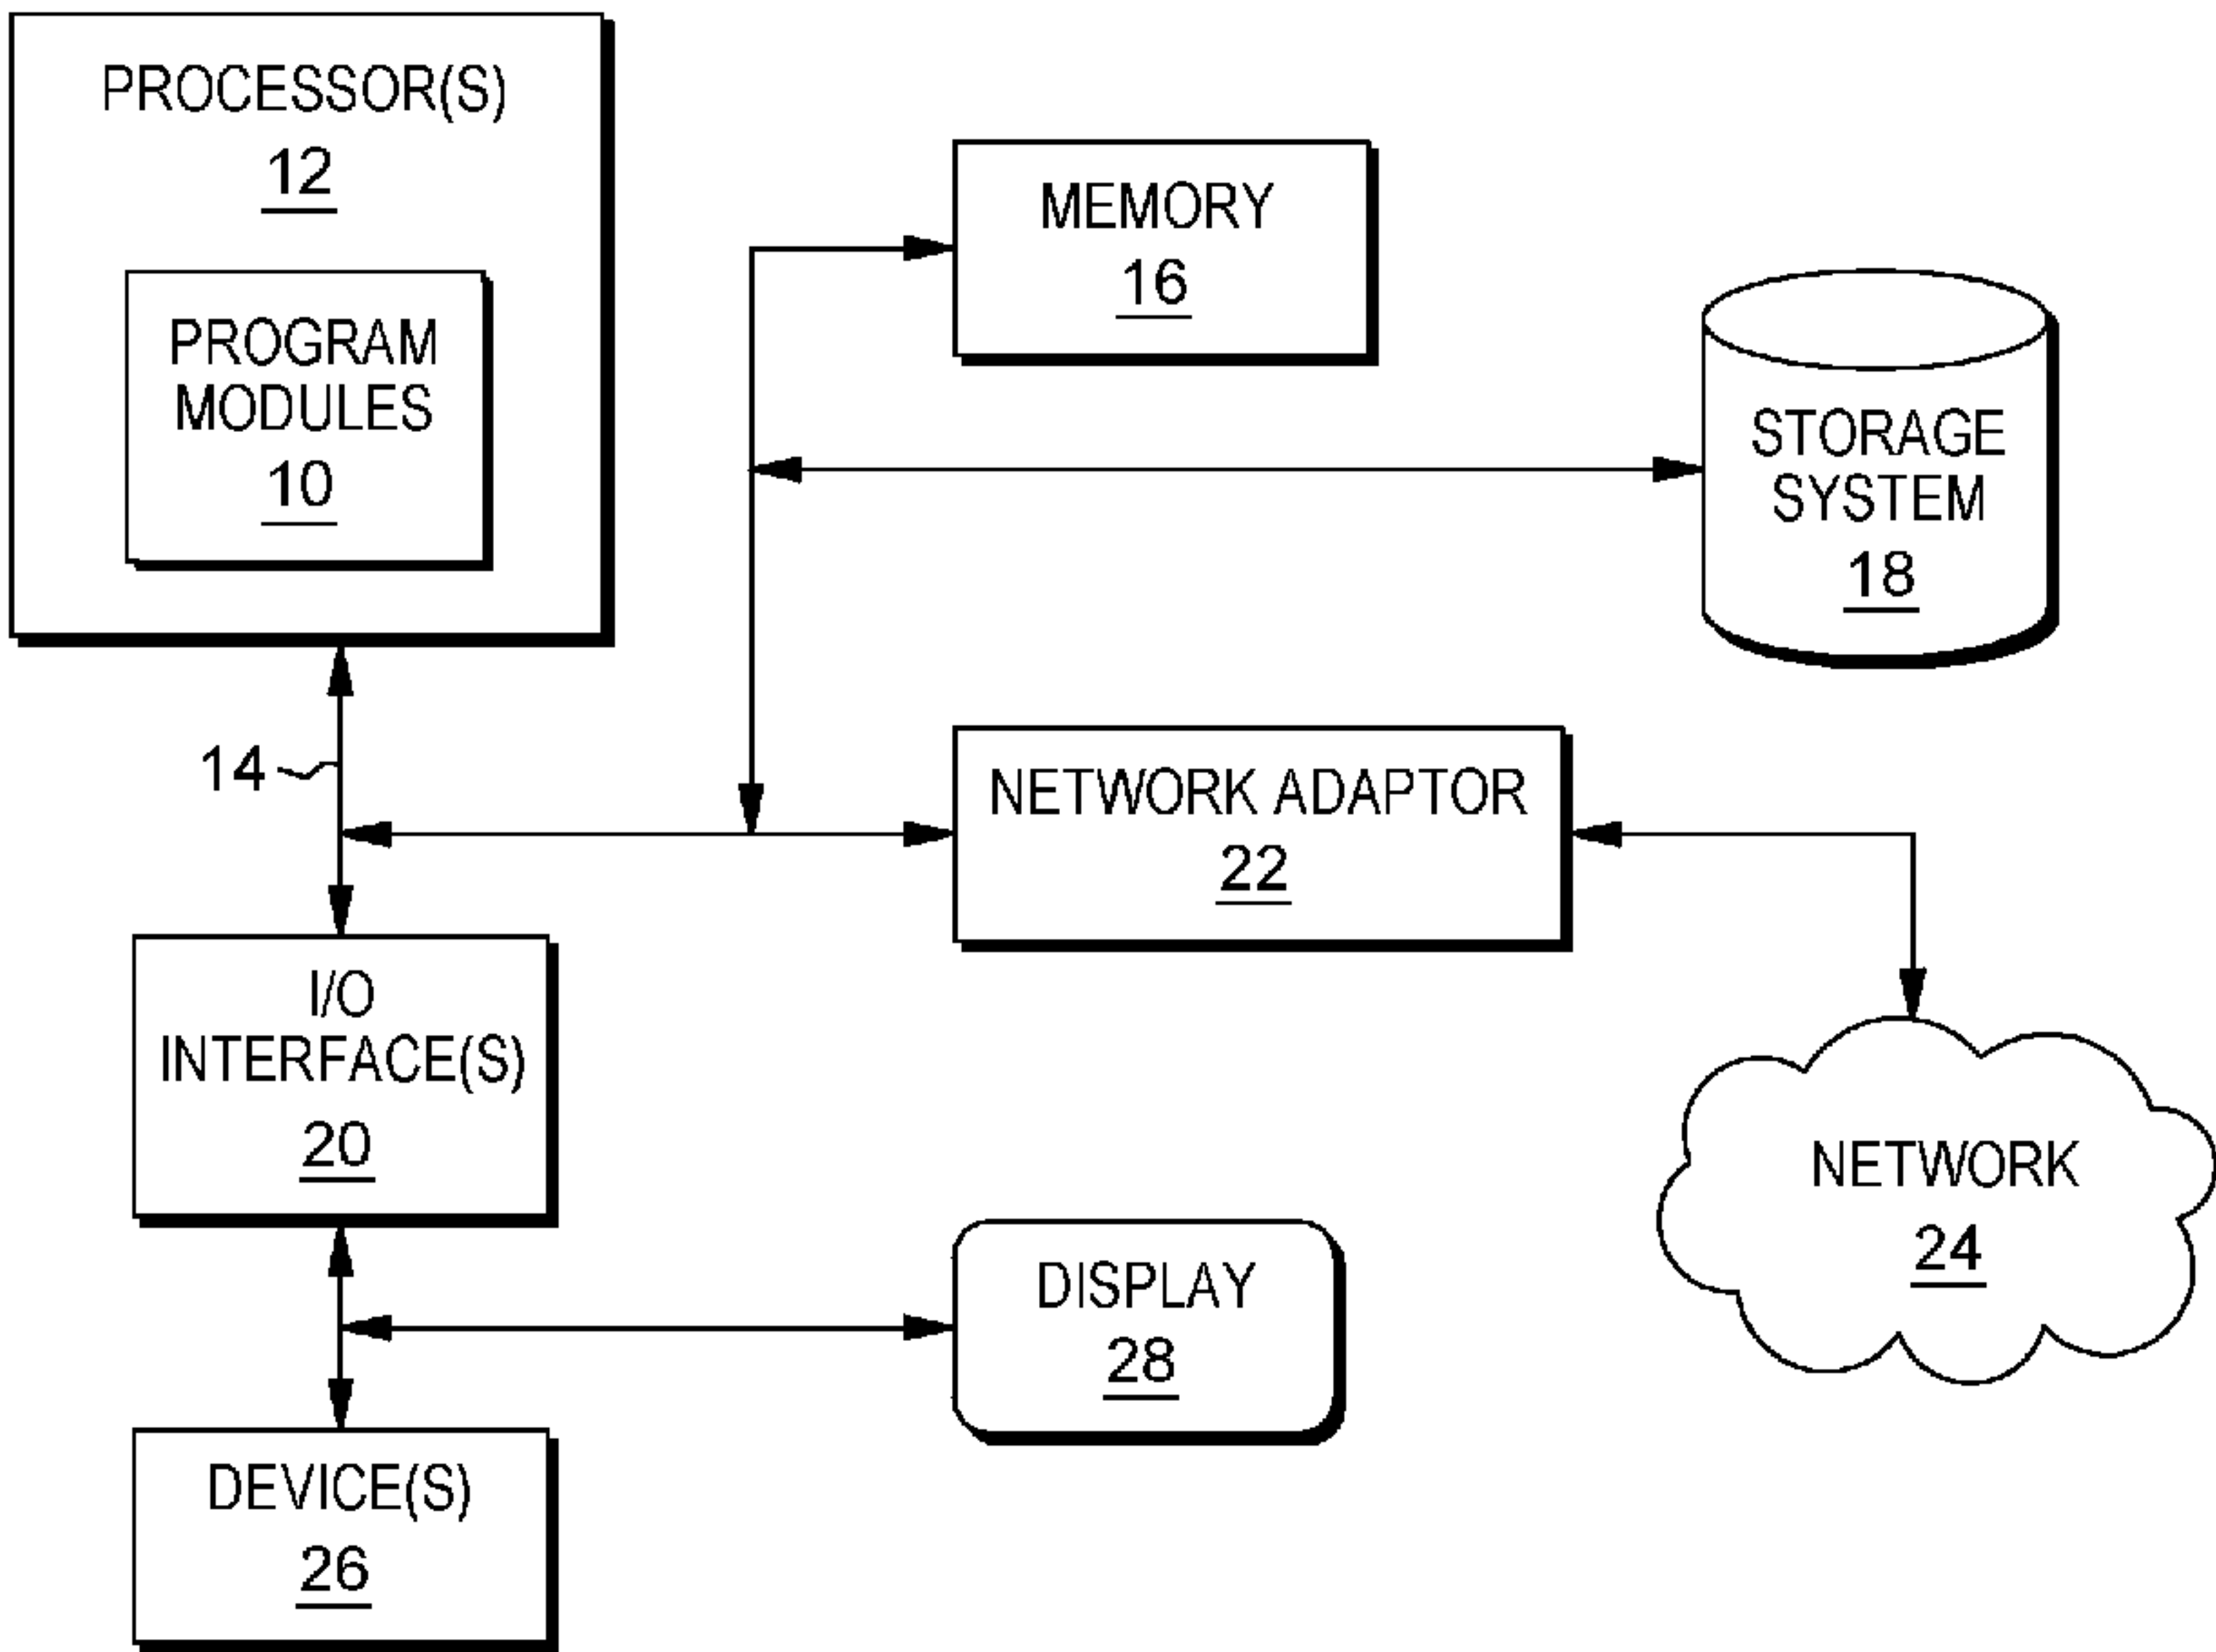 PROCESSOR(S)
12
PROGRAM
MODULES
10
MEMORY
16
STORAGE
SYSTEM
18
14
NETWORK ADAPTOR
22
I/O
INTERFACE(S)
20
NETWORK
24
DISPLAY
28
DEVICE(S)
26